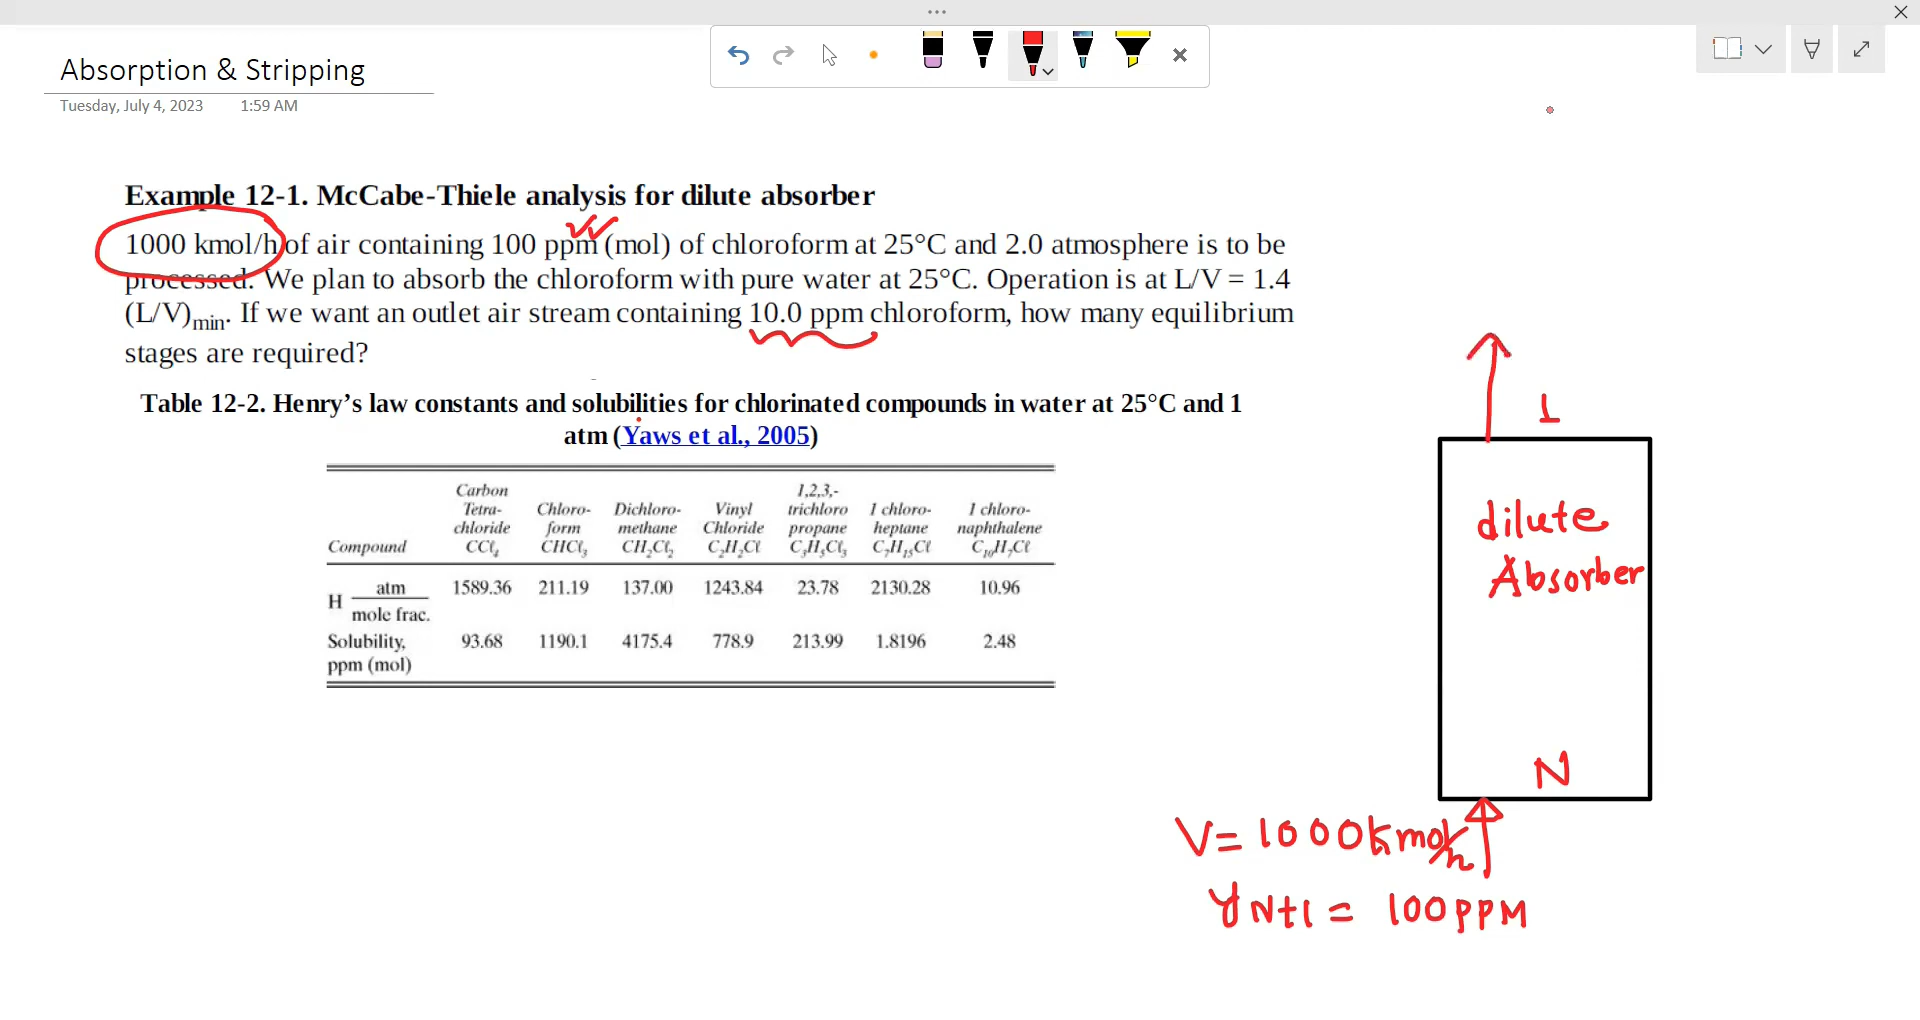 Absorption & Stripping
Tuesday, July 4, 2023 1:59 AM
Example 12-1. McCabe-Thiele analysis for dilute absorber
1000 kmol/h of air containing 100 ppm (mol) of chloroform at 25°C and 2.0 atmosphere is to be
processed. We plan to absorb the chloroform with pure water at 25°C. Operation is at L/V = 1.4
(L/V)min. If we want an outlet air stream containing 10.0 ppm chloroform, how many equilibrium
stages are required?
Table 12-2. Henry's law constants and solubilities for chlorinated compounds in water at 25°C and 1
atm (Yaws et al., 2005)
Compound Carbon Tetra-chloride CCl₄ Chloro-form CHCl₃ Dichloro-methane CH₂Cl₂ Vinyl Chloride C₂H₂Cl 1,2,3,-trichloro propane C₃H₅Cl₃ 1 chloro-heptane C₇H₁₅Cl 1 chloro-naphthalene C₁₀H₇Cl
H atm/mole frac. 1589.36 211.19 137.00 1243.84 23.78 2130.28 10.96
Solubility, ppm (mol) 93.68 1190.1 4175.4 778.9 213.99 1.8196 2.48
1
dilute
Absorber
N
V = 1000 kmol/h
yN+1 = 100 PPM